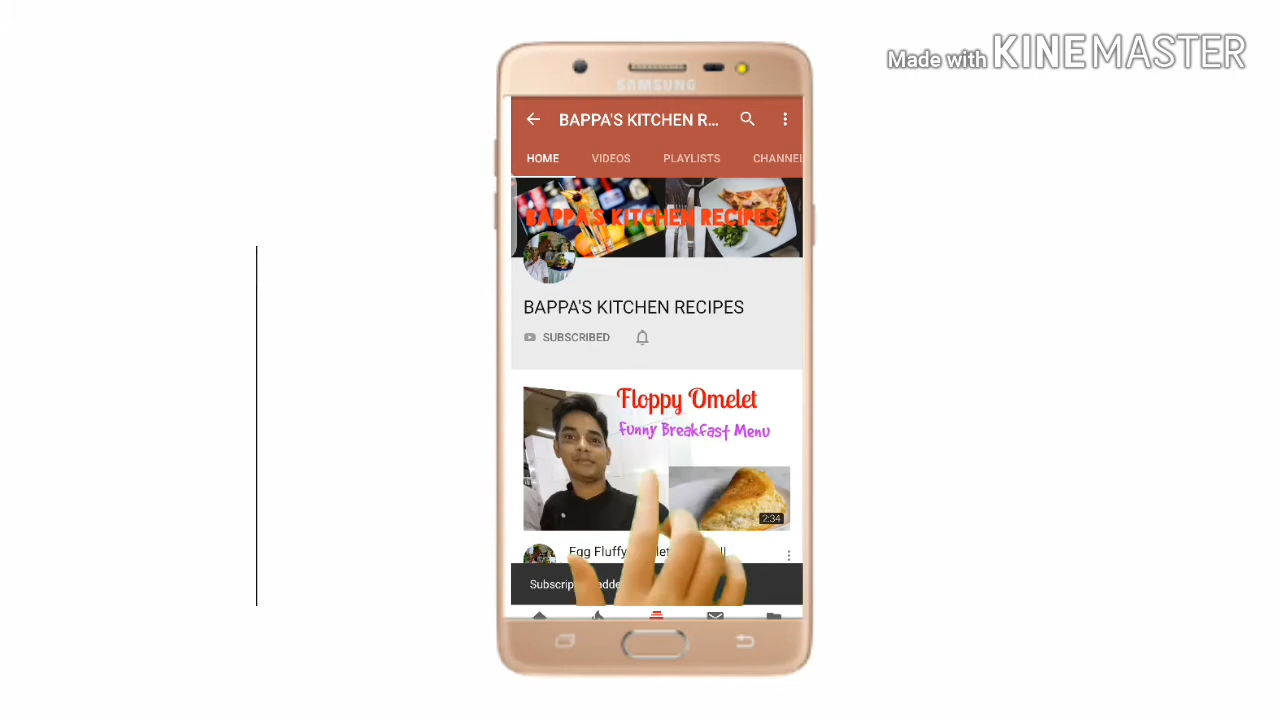 Made with KINEMASTER
SAMSUNG
BAPPA'S KITCHEN R...
HOME VIDEOS PLAYLISTS CHANNEL
BAPPA'S KITCHEN RECIPES
BAPPA'S KITCHEN RECIPES
SUBSCRIBED
Floppy Omelet
Funny Breakfast Menu
2:34
Egg Fluffy